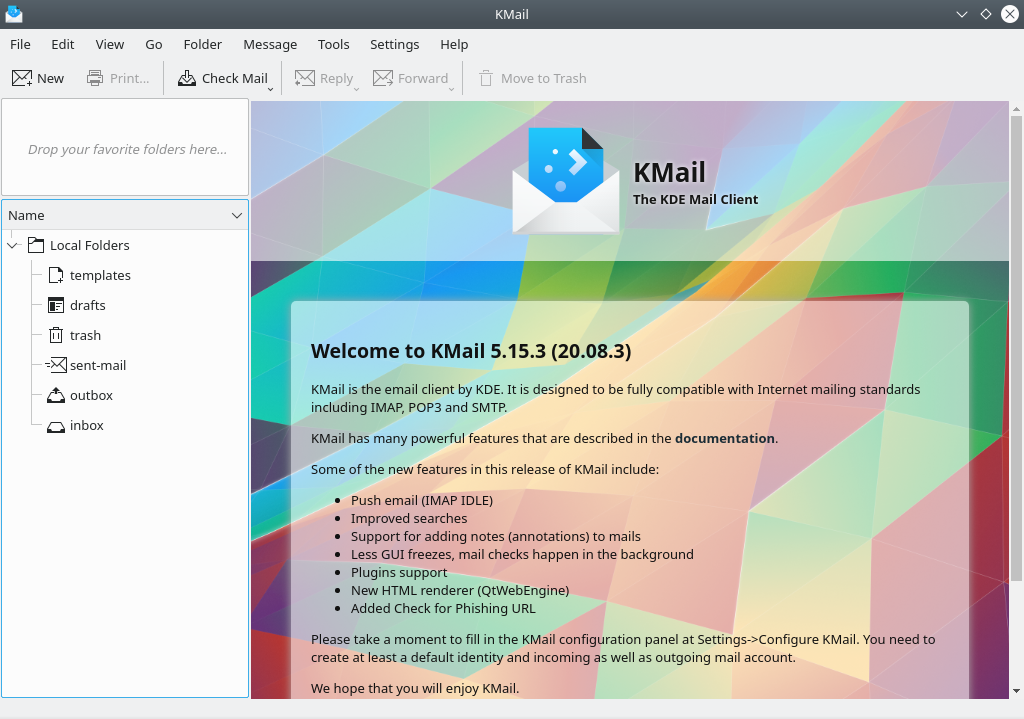 KMail
File Edit View Go Folder Message Tools Settings Help
New Print... Check Mail Reply Forward Move to Trash
Drop your favorite folders here...
Name
Local Folders
templates
drafts
trash
sent-mail
outbox
inbox
KMail
The KDE Mail Client
Welcome to KMail 5.15.3 (20.08.3)
KMail is the email client by KDE. It is designed to be fully compatible with Internet mailing standards
including IMAP, POP3 and SMTP.
KMail has many powerful features that are described in the documentation.
Some of the new features in this release of KMail include:
• Push email (IMAP IDLE)
• Improved searches
• Support for adding notes (annotations) to mails
• Less GUI freezes, mail checks happen in the background
• Plugins support
• New HTML renderer (QtWebEngine)
• Added Check for Phishing URL
Please take a moment to fill in the KMail configuration panel at Settings->Configure KMail. You need to
create at least a default identity and incoming as well as outgoing mail account.
We hope that you will enjoy KMail.